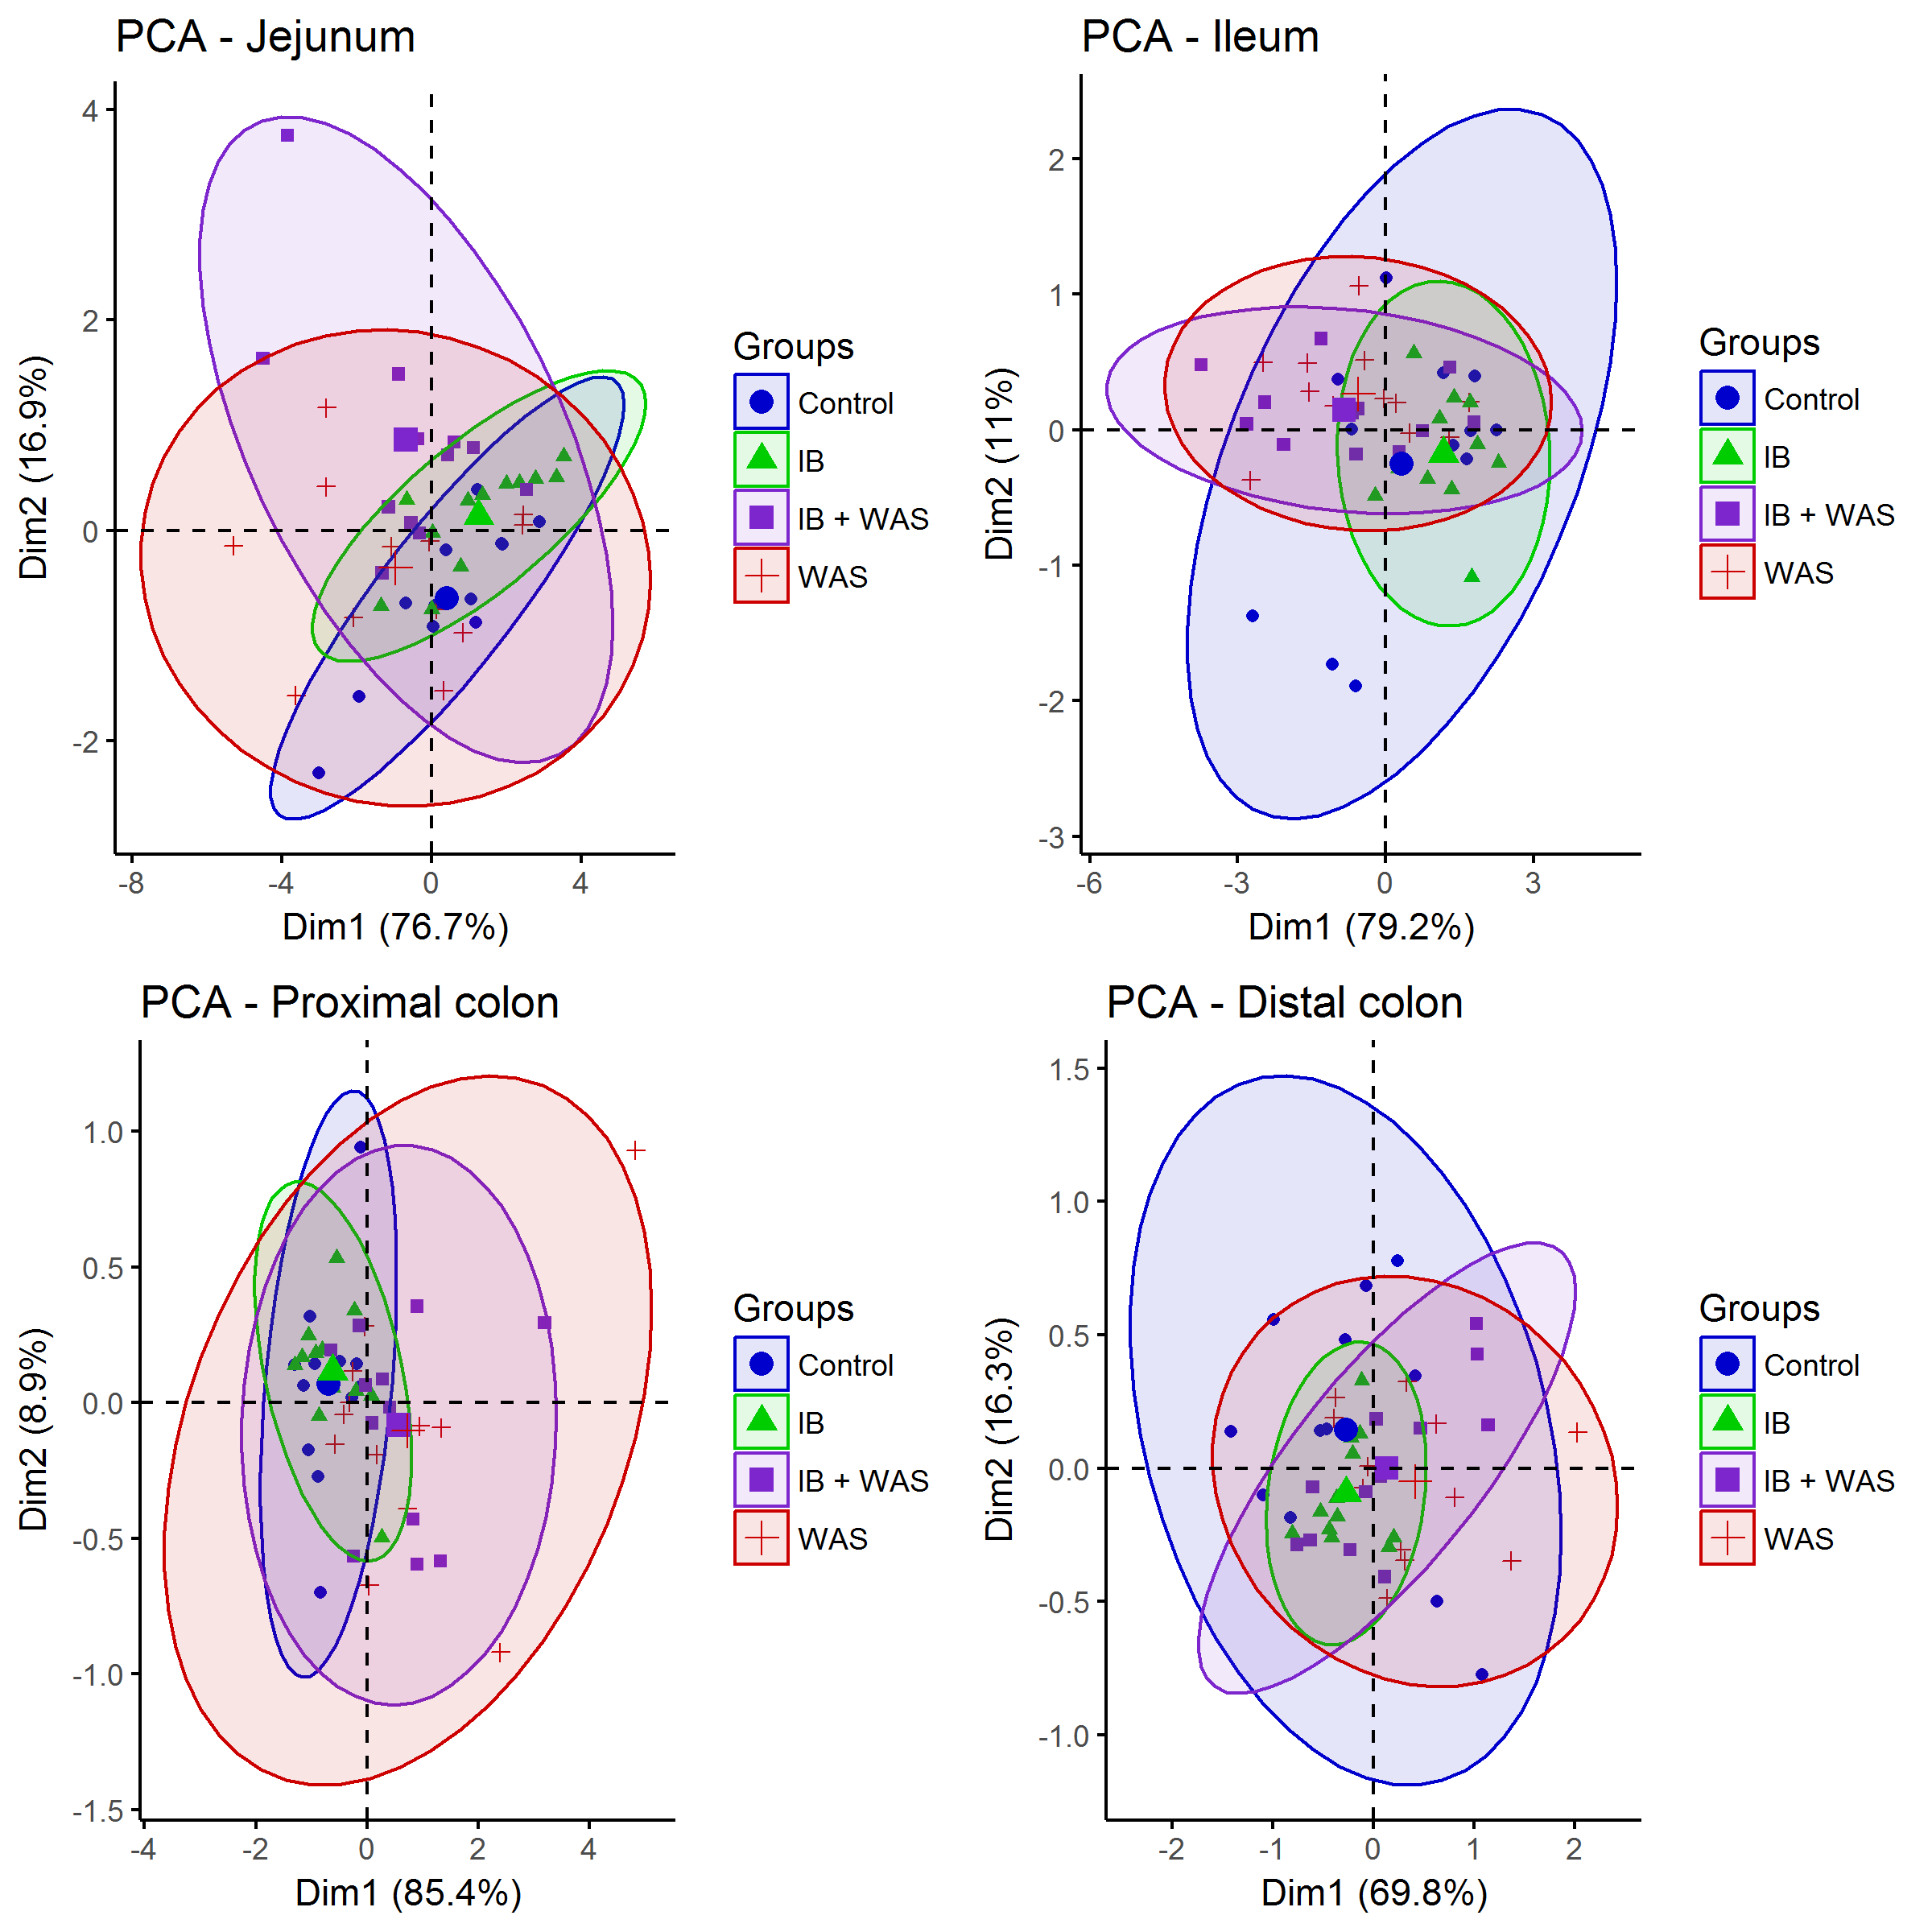 PCA - Jejunum
4
2
0
-2
-8
-4
0
4
Dim2 (16.9%)
Dim1 (76.7%)
Groups
Control
IB
IB + WAS
WAS
PCA - Ileum
2
1
0
-1
-2
-3
-6
-3
0
3
Dim2 (11%)
Dim1 (79.2%)
Groups
Control
IB
IB + WAS
WAS
PCA - Proximal colon
1.0
0.5
0.0
-0.5
-1.0
-1.5
-4
-2
0
2
4
Dim2 (8.9%)
Dim1 (85.4%)
Groups
Control
IB
IB + WAS
WAS
PCA - Distal colon
1.5
1.0
0.5
0.0
-0.5
-1.0
-2
-1
0
1
2
Dim2 (16.3%)
Dim1 (69.8%)
Groups
Control
IB
IB + WAS
WAS